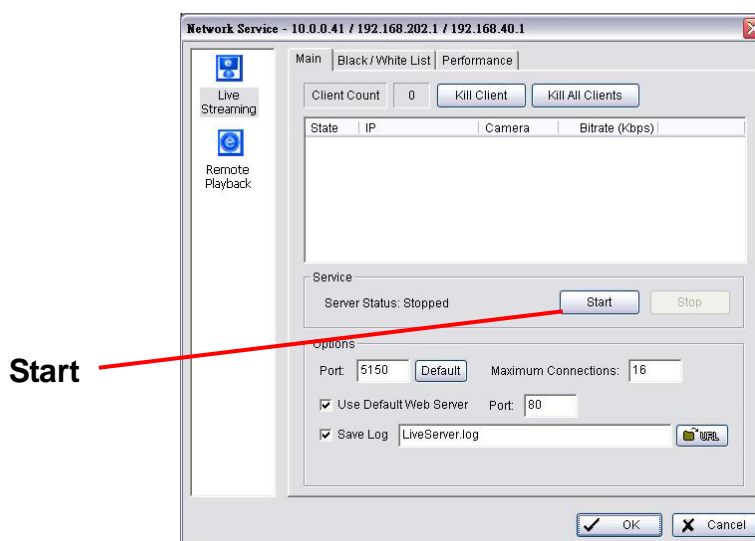 Network Service - 10.0.0.41 / 192.168.202.1 / 192.168.40.1
Live
Streaming
Remote
Playback
Main Black / White List Performance
Client Count 0 Kill Client Kill All Clients
State IP Camera Bitrate (Kbps)
Service
Server Status: Stopped Start Stop
Start
Options
Port: 5150 Default Maximum Connections: 16
Use Default Web Server Port: 80
Save Log LiveServer.log URL
OK Cancel